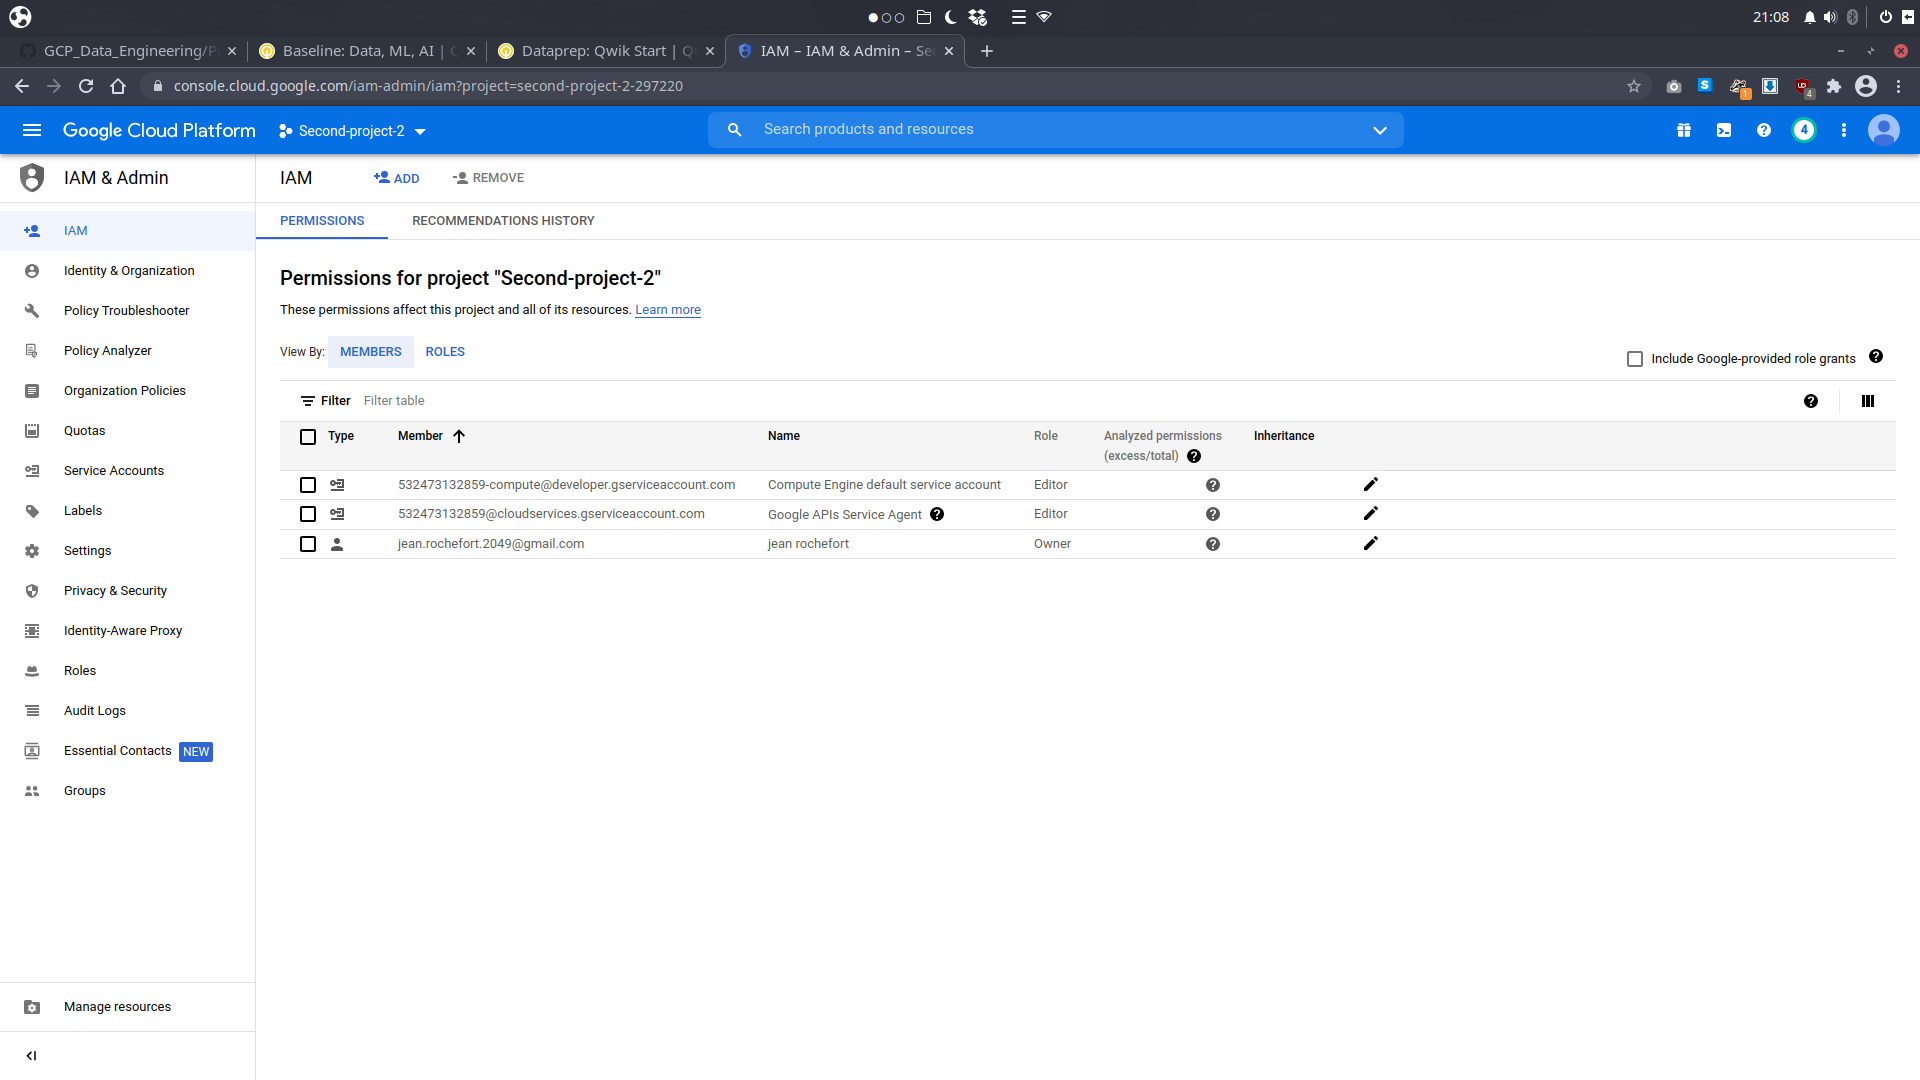 21:08
GCP_Data_Engineering/P
Baseline: Data, ML, AI |
Dataprep: Qwik Start |
IAM – IAM & Admin – Se
console.cloud.google.com/iam-admin/iam?project=second-project-2-297220
1
4
Google Cloud Platform
Second-project-2
Search products and resources
4
IAM & Admin
IAM
ADD
REMOVE
PERMISSIONS
RECOMMENDATIONS HISTORY
IAM
Identity & Organization
Policy Troubleshooter
Policy Analyzer
Organization Policies
Quotas
Service Accounts
Labels
Settings
Privacy & Security
Identity-Aware Proxy
Roles
Audit Logs
Essential Contacts NEW
Groups
Manage resources
Permissions for project "Second-project-2"
These permissions affect this project and all of its resources. Learn more
View By: MEMBERS ROLES
Include Google-provided role grants
Filter Filter table
Type Member Name Role Analyzed permissions (excess/total) Inheritance
532473132859-compute@developer.gserviceaccount.com Compute Engine default service account Editor
532473132859@cloudservices.gserviceaccount.com Google APIs Service Agent Editor
jean.rochefort.2049@gmail.com jean rochefort Owner